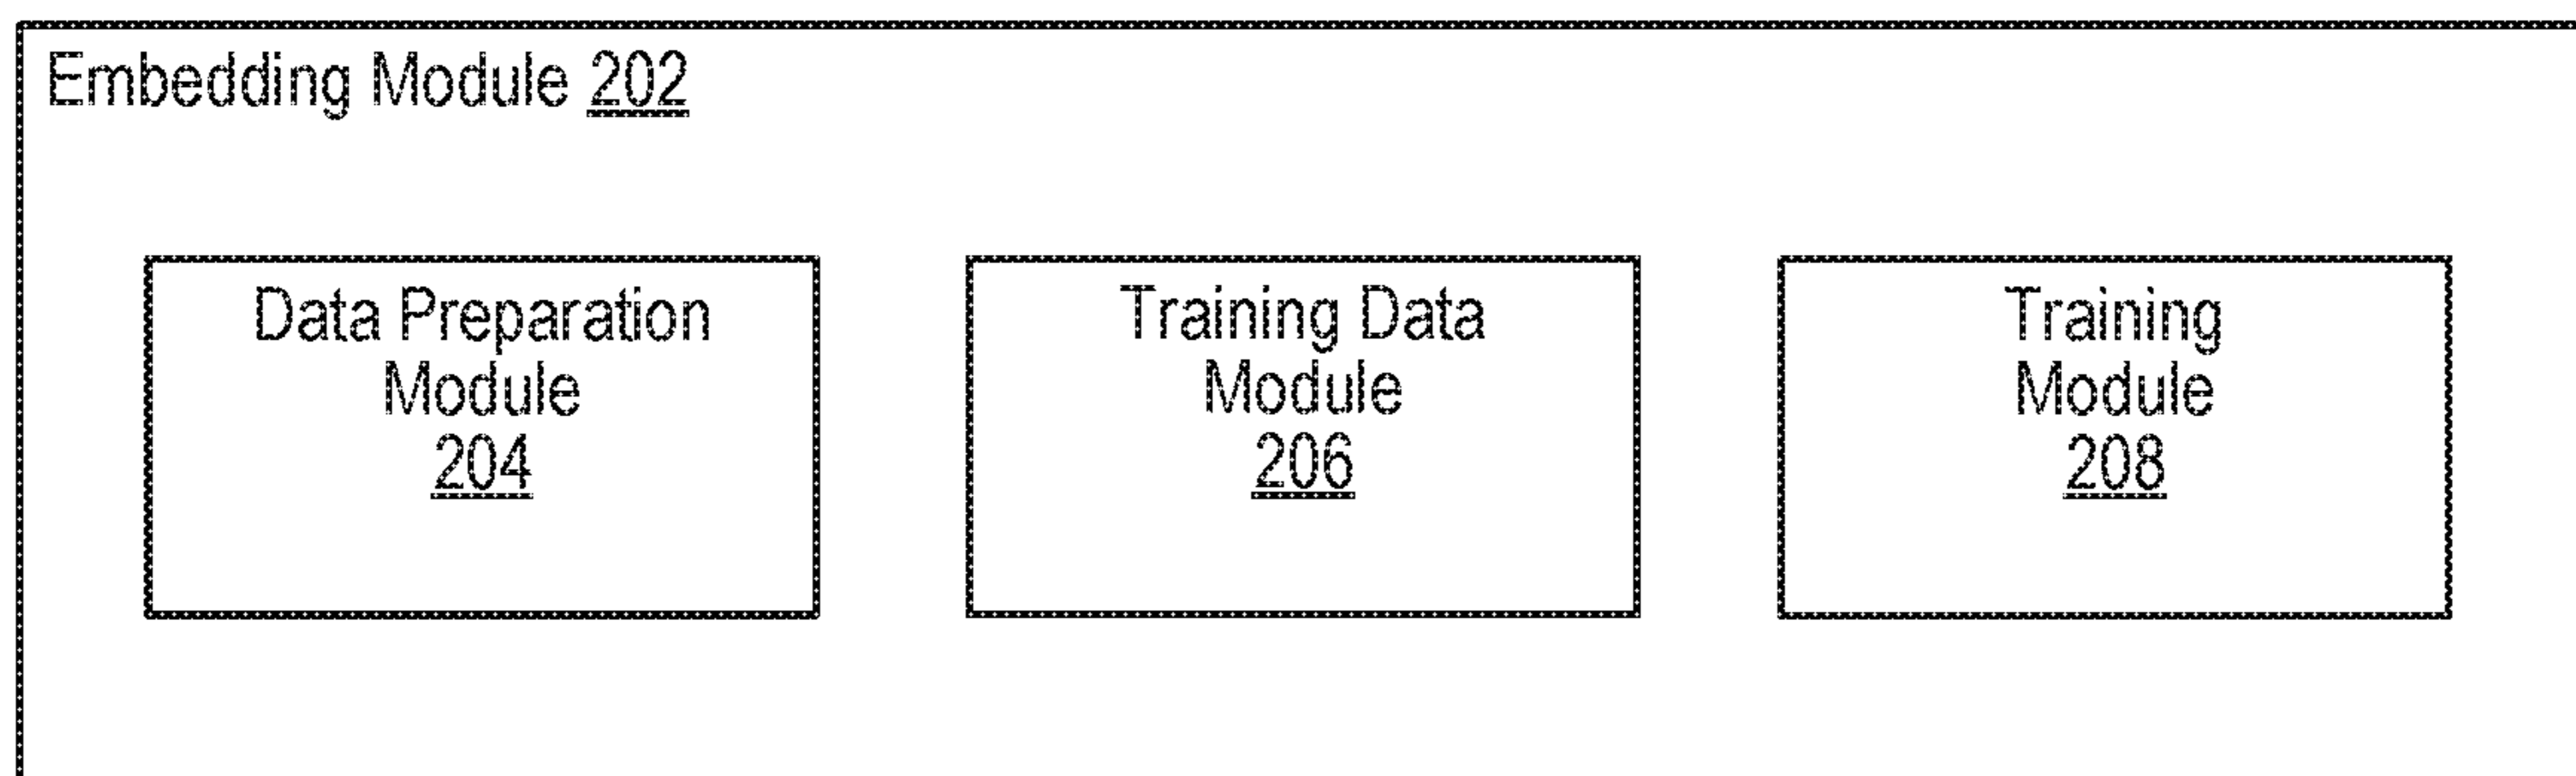 Embedding Module 202
Data Preparation
Module
204
Training Data
Module
206
Training
Module
208